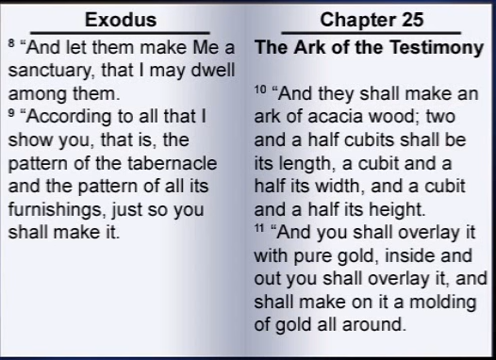 Exodus
⁸ “And let them make Me a
sanctuary, that I may dwell
among them.
⁹ “According to all that I
show you, that is, the
pattern of the tabernacle
and the pattern of all its
furnishings, just so you
shall make it.
Chapter 25
The Ark of the Testimony
¹⁰ “And they shall make an
ark of acacia wood; two
and a half cubits shall be
its length, a cubit and a
half its width, and a cubit
and a half its height.
¹¹ “And you shall overlay it
with pure gold, inside and
out you shall overlay it, and
shall make on it a molding
of gold all around.